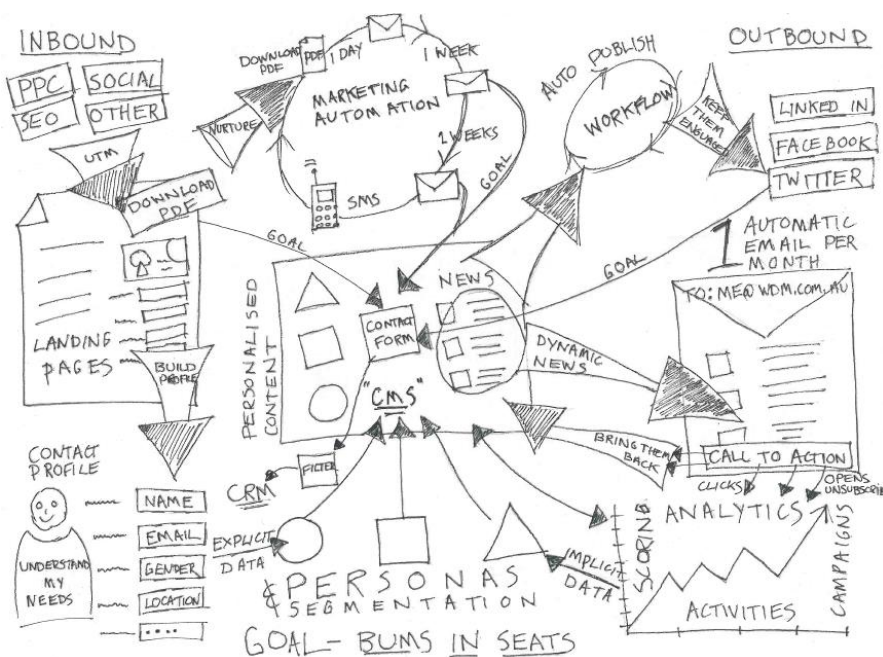 INBOUND
PPC
SOCIAL
SEO
OTHER
UTM
DOWNLOAD
PDF
LANDING
PAGES
BUILD
PROFILE
CONTACT
PROFILE
UNDERSTAND
MY
NEEDS
NAME
EMAIL
GENDER
LOCATION
....
NURTURE
DOWNLOAD
PDF
PDF
1 DAY
1 WEEK
MARKETING
AUTOMATION
2 WEEKS
SMS
GOAL
GOAL
AUTO PUBLISH
WORKFLOW
KEEP
THEM
ENGUAGED
OUTBOUND
LINKED IN
FACEBOOK
TWITTER
GOAL
1 AUTOMATIC
EMAIL PER
MONTH
TO: ME@WDM.COM.AU
PERSONALISED
CONTENT
NEWS
CONTACT
FORM
"CMS"
DYNAMIC
NEWS
BRING THEM
BACK
CALL TO ACTION
CLICKS
OPENS
UNSUBSCRIB
FILTER
CRM
EXPLICIT
DATA
IMPLICIT
DATA
PERSONAS
& SEGMENTATION
SCORING
ANALYTICS
CAMPAIGNS
ACTIVITIES
GOAL - BUMS IN SEATS